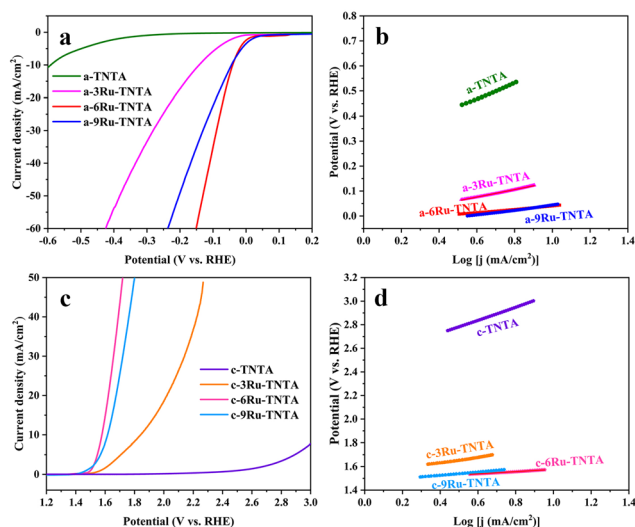 a
a-TNTA
a-3Ru-TNTA
a-6Ru-TNTA
a-9Ru-TNTA
0
-10
-20
-30
-40
-50
-60
Current density (mA/cm²)
-0.6 -0.5 -0.4 -0.3 -0.2 -0.1 0.0 0.1 0.2
Potential (V vs. RHE)
b
a-TNTA
a-3Ru-TNTA
a-6Ru-TNTA
a-9Ru-TNTA
0.8
0.7
0.6
0.5
0.4
0.3
0.2
0.1
0.0
Potential (V vs. RHE)
0.0 0.2 0.4 0.6 0.8 1.0 1.2 1.4
Log [j (mA/cm²)]
c
c-TNTA
c-3Ru-TNTA
c-6Ru-TNTA
c-9Ru-TNTA
50
40
30
20
10
0
Current density (mA/cm²)
1.2 1.4 1.6 1.8 2.0 2.2 2.4 2.6 2.8 3.0
Potential (V vs. RHE)
d
c-TNTA
c-3Ru-TNTA
c-6Ru-TNTA
c-9Ru-TNTA
3.2
3.0
2.8
2.6
2.4
2.2
2.0
1.8
1.6
1.4
Potential (V vs. RHE)
0.0 0.2 0.4 0.6 0.8 1.0 1.2 1.4
Log [j (mA/cm²)]